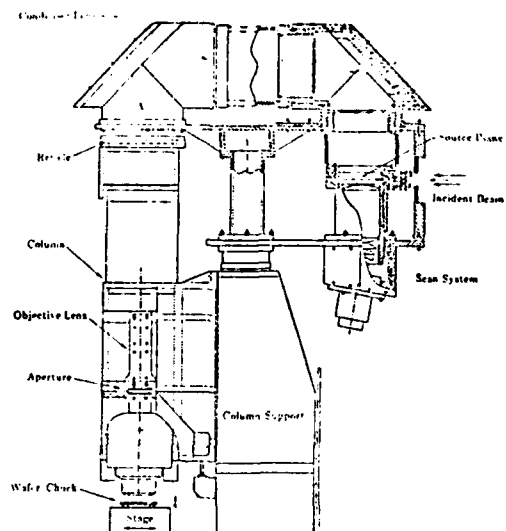 Reticle
Source Plane
Incident Beam
Column
Scan System
Objective Lens
Aperture
Column Support
Wafer Chuck
Stage